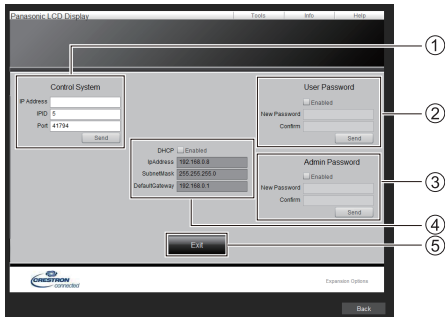 Panasonic LCD Display
Tools Info Help
Control System
IP Address
IPID 5
Port 41794
Send
User Password
Enabled
New Password
Confirm
Send
DHCP Enabled
IpAddress 192.168.0.8
SubnetMask 255.255.255.0
DefaultGateway 192.168.0.1
Admin Password
Enabled
New Password
Confirm
Send
Exit
CRESTRON
connected
Expansion Options
Back
1
2
3
4
5